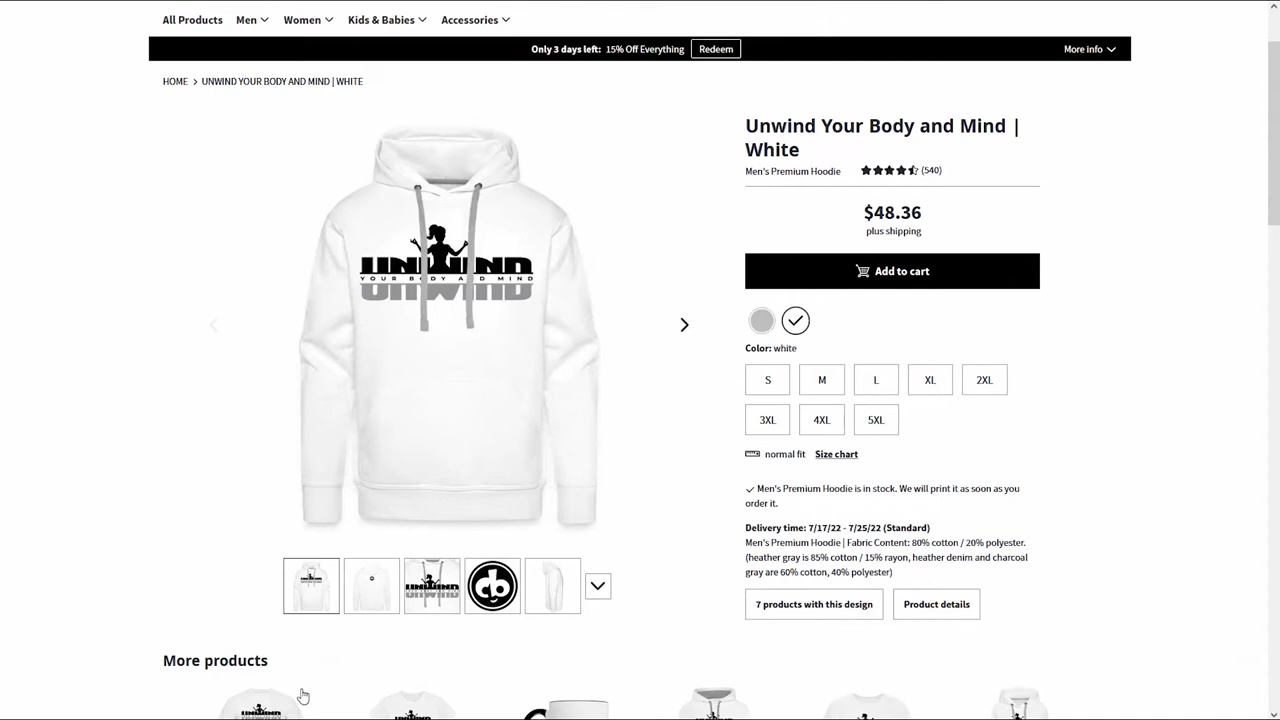 All Products Men Women Kids & Babies Accessories
Only 3 days left: 15% Off Everything Redeem More info
HOME > UNWIND YOUR BODY AND MIND | WHITE
Unwind Your Body and Mind |
White
Men's Premium Hoodie (540)
$48.36
plus shipping
Add to cart
UNWIND
YOUR BODY AND MIND
UNWIND
Color: white
S M L XL 2XL
3XL 4XL 5XL
normal fit Size chart
Men's Premium Hoodie is in stock. We will print it as soon as you
order it.
Delivery time: 7/17/22 - 7/25/22 (Standard)
Men's Premium Hoodie | Fabric Content: 80% cotton / 20% polyester.
(heather gray is 85% cotton / 15% rayon, heather denim and charcoal
gray are 60% cotton, 40% polyester)
UNWIND
cb
7 products with this design Product details
More products